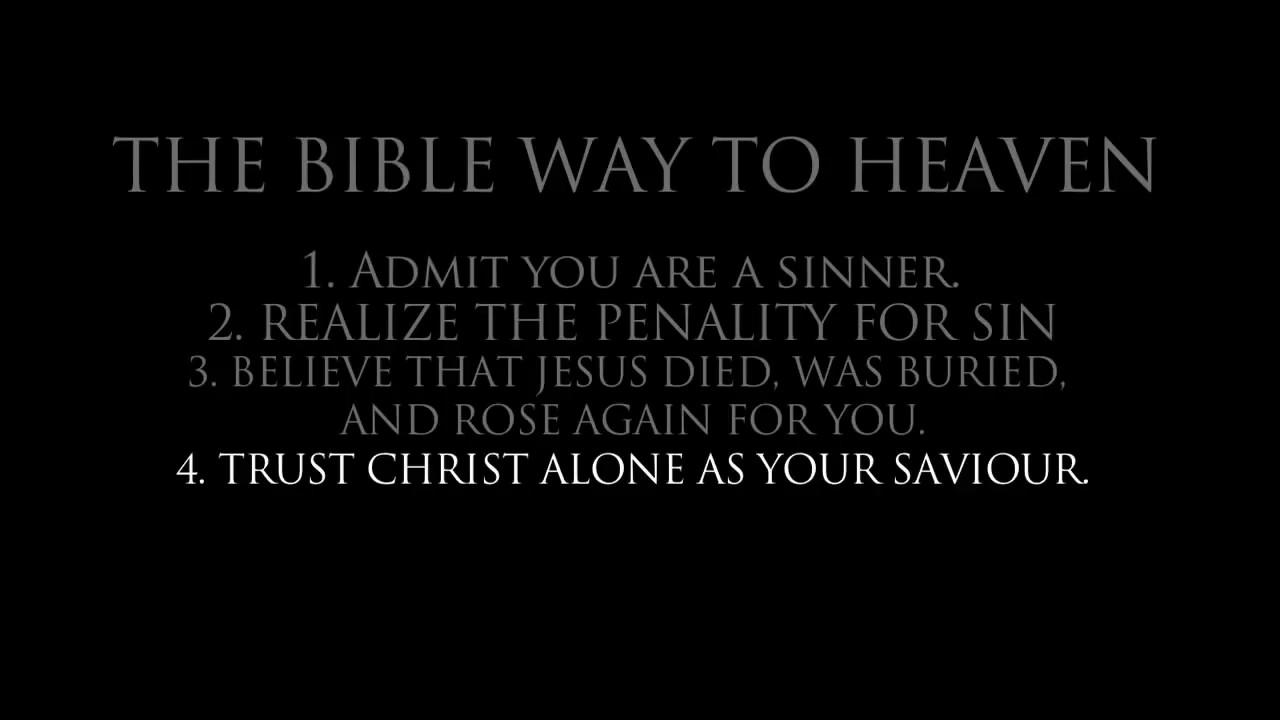 THE BIBLE WAY TO HEAVEN
1. ADMIT YOU ARE A SINNER.
2. REALIZE THE PENALITY FOR SIN
3. BELIEVE THAT JESUS DIED, WAS BURIED,
AND ROSE AGAIN FOR YOU.
4. TRUST CHRIST ALONE AS YOUR SAVIOUR.